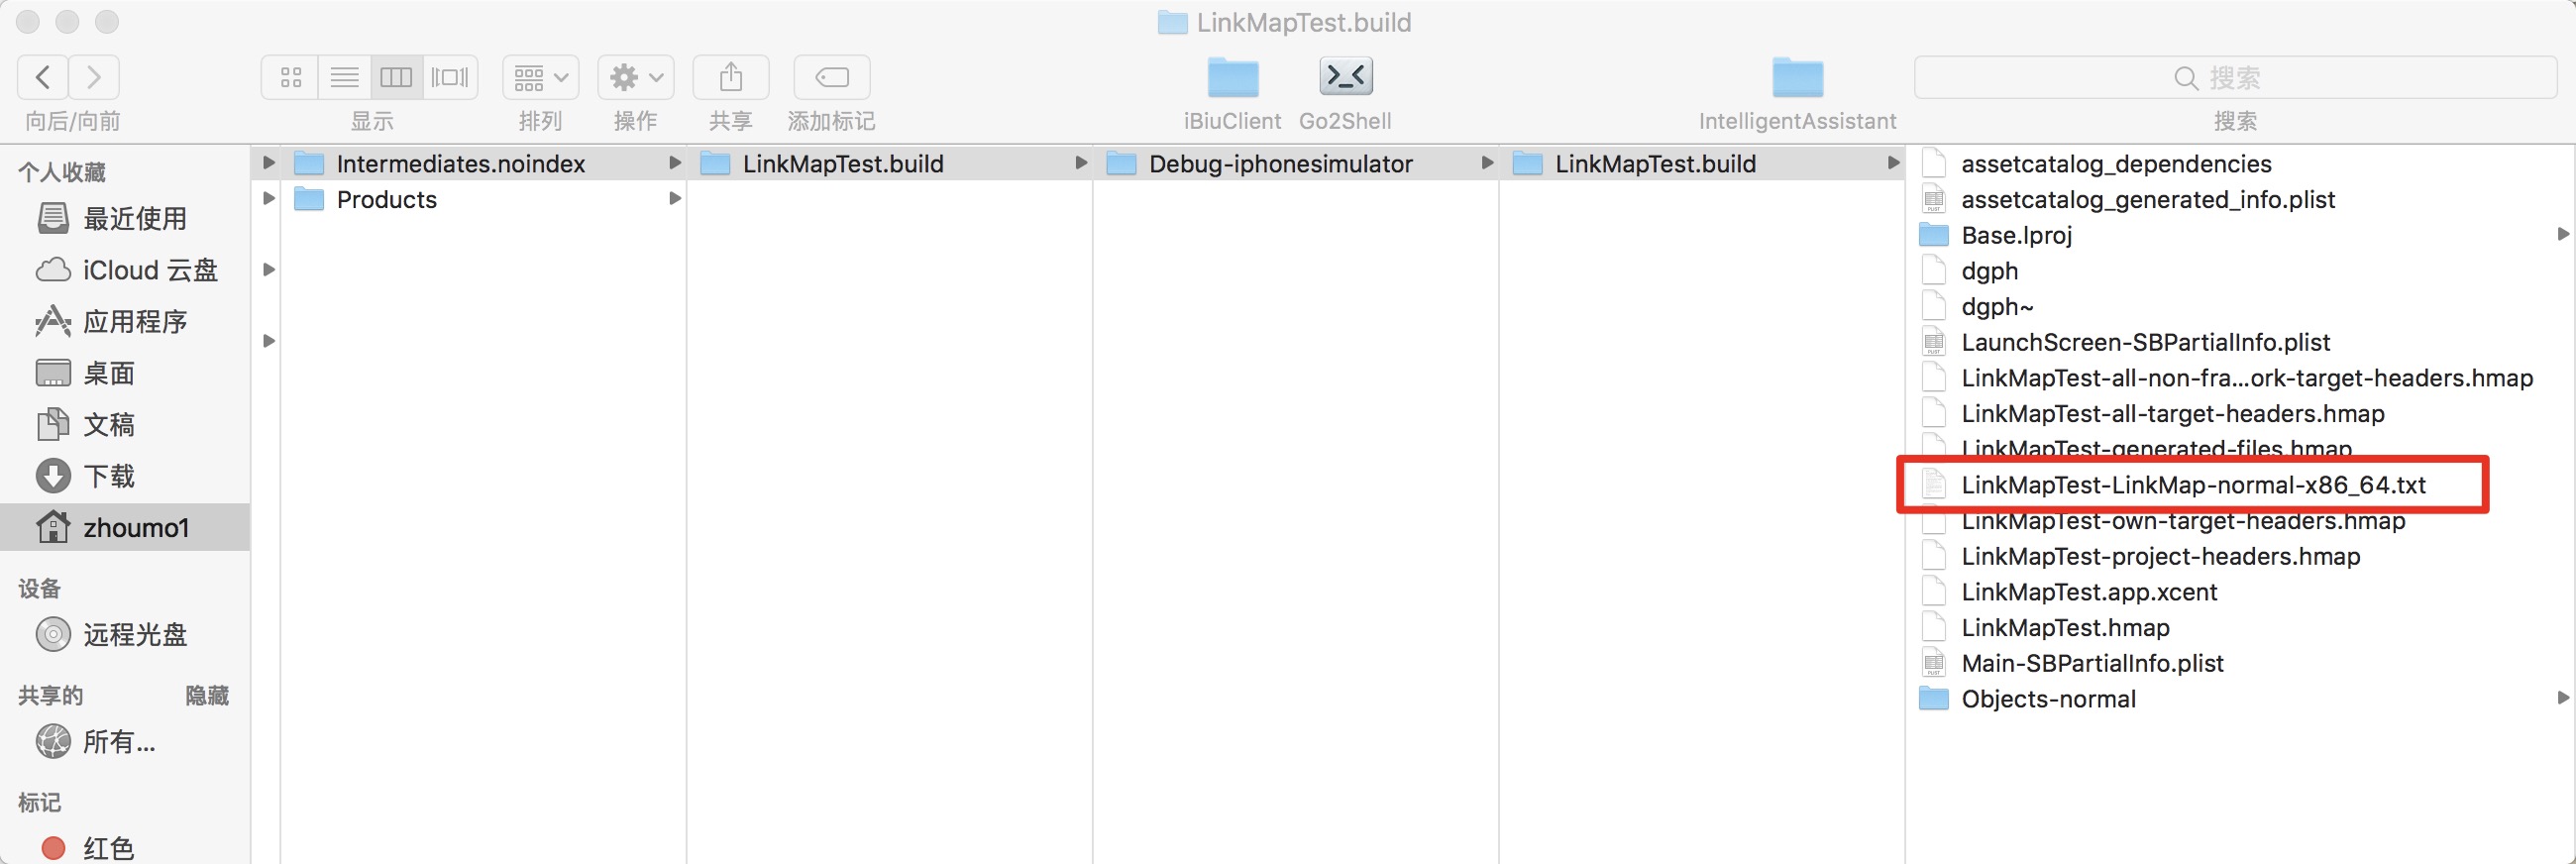 LinkMapTest.build
向后/向前
显示
排列
操作
共享
添加标记
iBiuClient
Go2Shell
IntelligentAssistant
搜索
搜索
个人收藏
最近使用
iCloud 云盘
应用程序
桌面
文稿
下载
zhoumo1
设备
远程光盘
共享的 隐藏
所有...
标记
红色
Intermediates.noindex
Products
LinkMapTest.build
Debug-iphonesimulator
LinkMapTest.build
assetcatalog_dependencies
assetcatalog_generated_info.plist
Base.lproj
dgph
dgph~
LaunchScreen-SBPartialInfo.plist
LinkMapTest-all-non-fra...ork-target-headers.hmap
LinkMapTest-all-target-headers.hmap
LinkMapTest-generated-files.hmap
LinkMapTest-LinkMap-normal-x86_64.txt
LinkMapTest-own-target-headers.hmap
LinkMapTest-project-headers.hmap
LinkMapTest.app.xcent
LinkMapTest.hmap
Main-SBPartialInfo.plist
Objects-normal